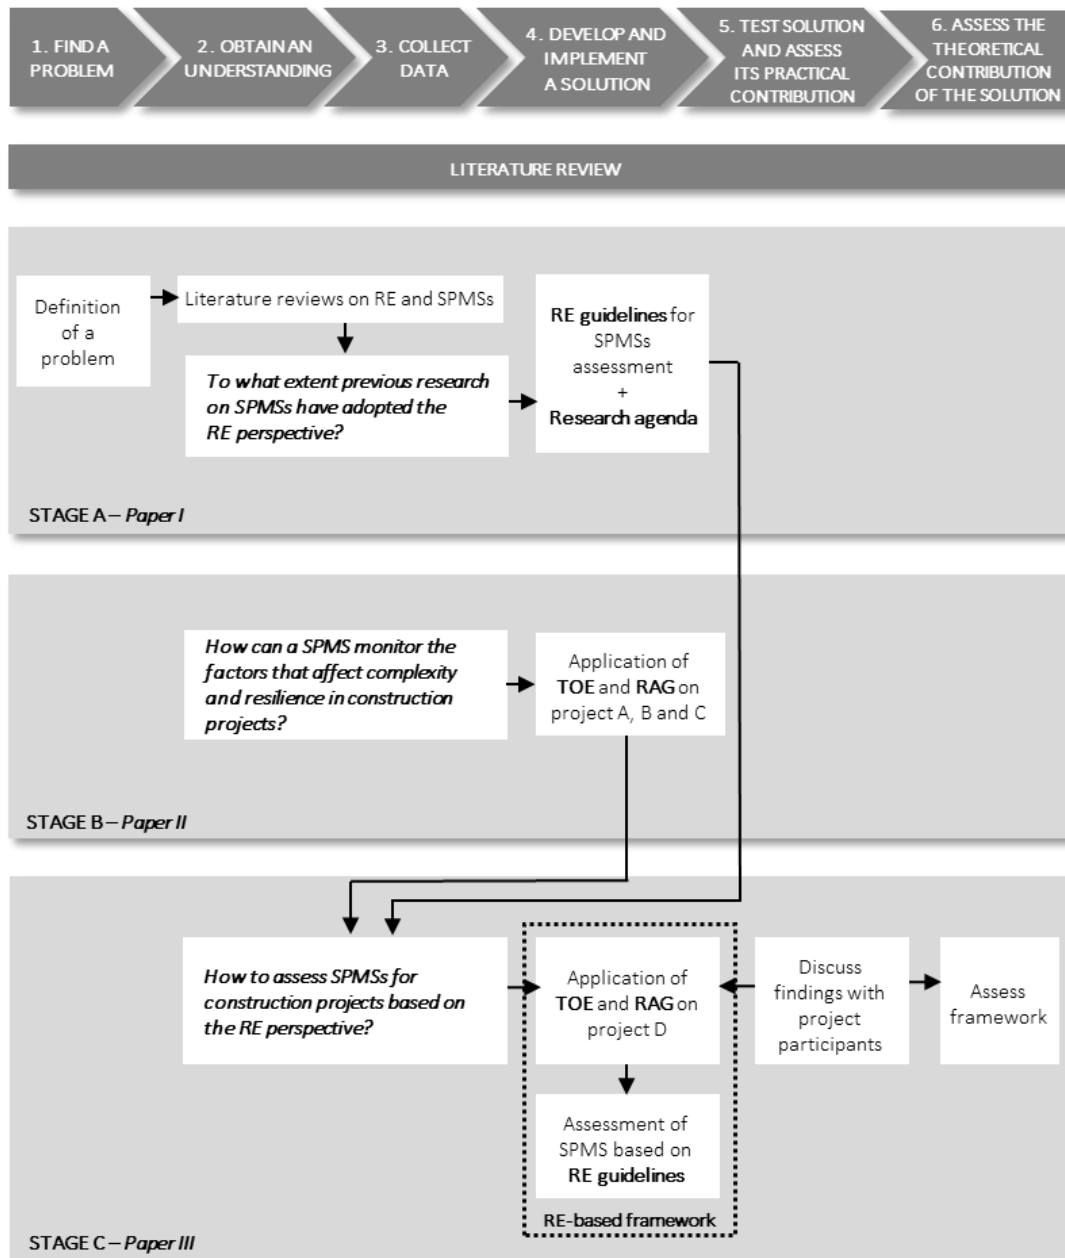 1. FIND A
PROBLEM
2. OBTAIN AN
UNDERSTANDING
3. COLLECT
DATA
4. DEVELOP AND
IMPLEMENT
A SOLUTION
5. TEST SOLUTION
AND ASSESS
ITS PRACTICAL
CONTRIBUTION
6. ASSESS THE
THEORETICAL
CONTRIBUTION
OF THE SOLUTION
LITERATURE REVIEW
Definition
of a
problem
Literature reviews on RE and SPMSs
To what extent previous research
on SPMSs have adopted the
RE perspective?
RE guidelines for
SPMSs
assessment
+
Research agenda
STAGE A – Paper I
How can a SPMS monitor the
factors that affect complexity
and resilience in construction
projects?
Application of
TOE and RAG on
project A, B and C
STAGE B – Paper II
How to assess SPMSs for
construction projects based on
the RE perspective?
Application of
TOE and RAG on
project D
Discuss
findings with
project
participants
Assess
framework
Assessment of
SPMS based on
RE guidelines
RE-based framework
STAGE C – Paper III